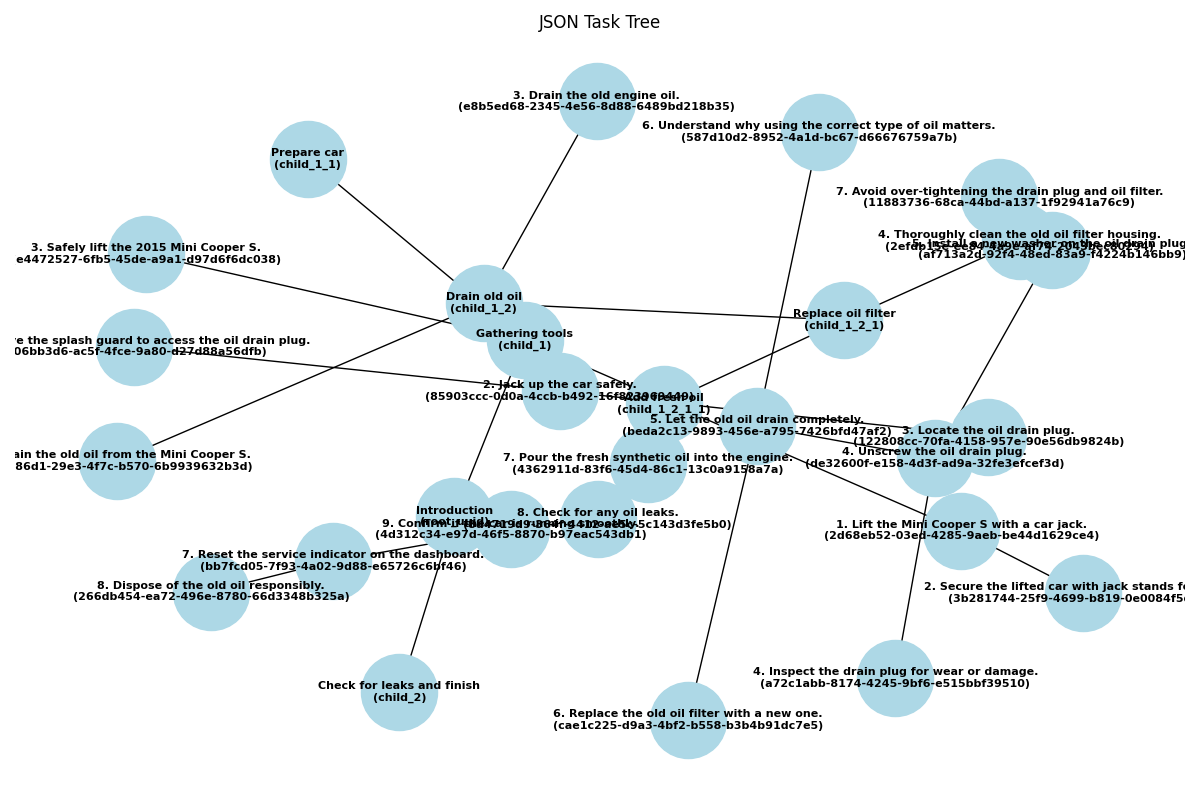 JSON Task Tree
3. Drain the old engine oil.
(e8b5ed68-2345-4e56-8d88-6489bd218b35)
6. Understand why using the correct type of oil matters.
(587d10d2-8952-4a1d-bc67-d66676759a7b)
Prepare car
(child_1_1)
7. Avoid over-tightening the drain plug and oil filter.
(11883736-68ca-44bd-a137-1f92941a76c9)
4. Thoroughly clean the old oil filter housing.
5. Install a new washer on the oil drain plug
(af713a2d-92f4-48ed-83a9-f4224b146bb9)
3. Safely lift the 2015 Mini Cooper S.
e4472527-6fb5-45de-a9a1-d97d6f6dc038)
Drain old oil
(child_1_2)
Replace oil filter
(child_1_2_1)
Gathering tools
(child_1)
e the splash guard to access the oil drain plug.
06bb3d6-ac5f-4fce-9a80-d27d88a56dfb)
2. Jack up the car safely.
(85903ccc-0d0a-4ccb-b492-16f823969449)
Add fresh oil
(child_1_2_1_1)
5. Let the old oil drain completely.
(beda2c13-9893-456e-a795-7426bfd47af2)
3. Locate the oil drain plug.
(122808cc-70fa-4158-957e-90e56db9824b)
4. Unscrew the oil drain plug.
(de32600f-e158-4d3f-ad9a-32fe3efcef3d)
ain the old oil from the Mini Cooper S.
86d1-29e3-4f7c-b570-6b9939632b3d)
7. Pour the fresh synthetic oil into the engine.
(4362911d-83f6-45d4-86c1-13c0a9158a7a)
Introduction
8. Check for any oil leaks.
9. Confirm
(4d312c34-e97d-46f5-8870-b97eac543db1)
1. Lift the Mini Cooper S with a car jack.
(2d68eb52-03ed-4285-9aeb-be44d1629ce4)
7. Reset the service indicator on the dashboard.
(bb7fcd05-7f93-4a02-9d88-e65726c6bf46)
8. Dispose of the old oil responsibly.
(266db454-ea72-496e-8780-66d3348b325a)
2. Secure the lifted car with jack stands fo
(3b281744-25f9-4699-b819-0e0084f5
Check for leaks and finish
(child_2)
4. Inspect the drain plug for wear or damage.
(a72c1abb-8174-4245-9bf6-e515bbf39510)
6. Replace the old oil filter with a new one.
(cae1c225-d9a3-4bf2-b558-b3b4b91dc7e5)